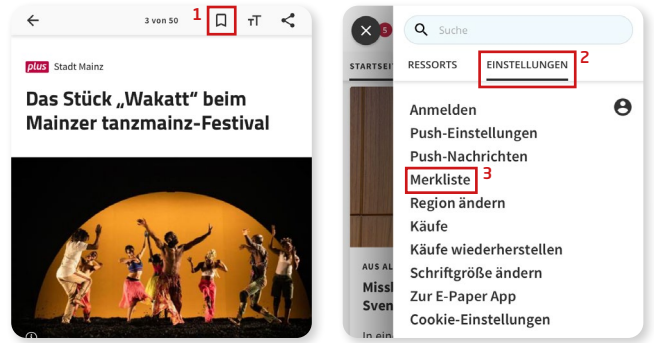 3 von 50
1
plus Stadt Mainz
Das Stück „Wakatt“ beim
Mainzer tanzmainz-Festival
5
STARTSEI
AUS AL
Missl
Sven
In ein
Suche
RESSORTS EINSTELLUNGEN 2
Anmelden
Push-Einstellungen
Push-Nachrichten
Merkliste 3
Region ändern
Käufe
Käufe wiederherstellen
Schriftgröße ändern
Zur E-Paper App
Cookie-Einstellungen